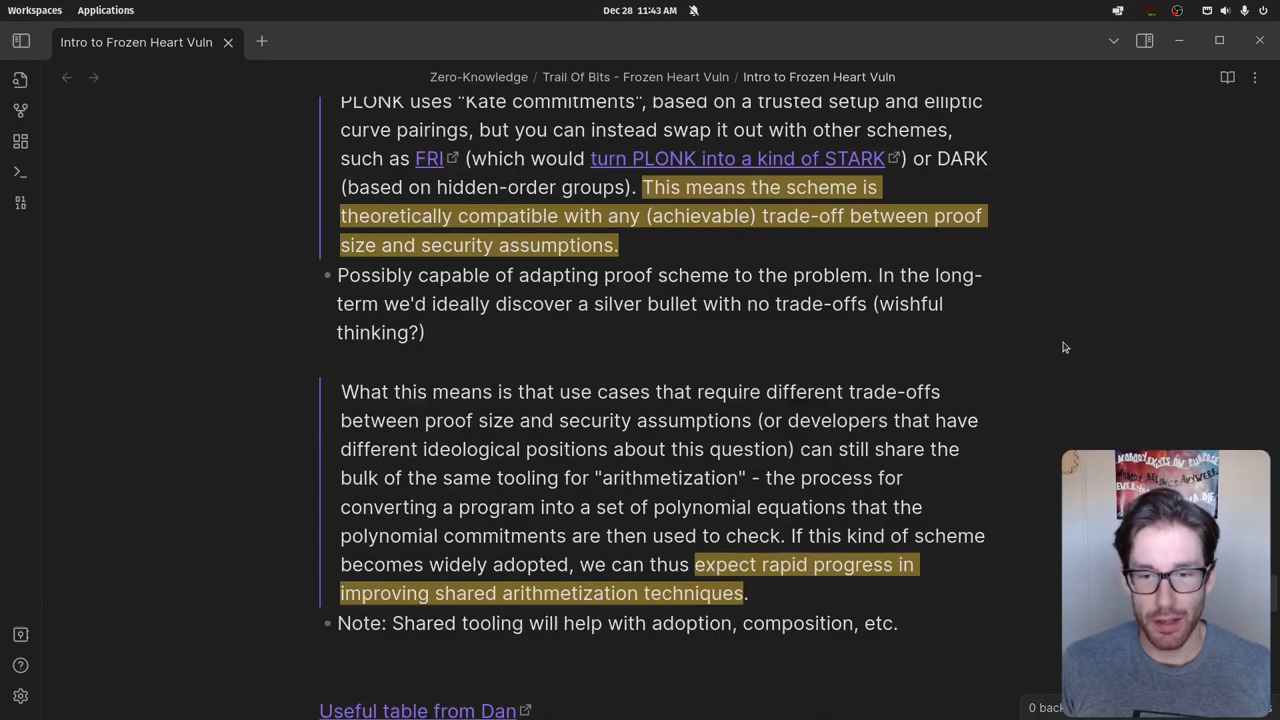 Workspaces Applications Dec 28 11:43 AM
Intro to Frozen Heart Vuln
Zero-Knowledge / Trail Of Bits - Frozen Heart Vuln / Intro to Frozen Heart Vuln
PLONK uses "Kate commitments", based on a trusted setup and elliptic
curve pairings, but you can instead swap it out with other schemes,
such as FRI (which would turn PLONK into a kind of STARK) or DARK
(based on hidden-order groups). This means the scheme is
theoretically compatible with any (achievable) trade-off between proof
size and security assumptions.
Possibly capable of adapting proof scheme to the problem. In the long-
term we'd ideally discover a silver bullet with no trade-offs (wishful
thinking?)
What this means is that use cases that require different trade-offs
between proof size and security assumptions (or developers that have
different ideological positions about this question) can still share the
bulk of the same tooling for "arithmetization" - the process for
converting a program into a set of polynomial equations that the
polynomial commitments are then used to check. If this kind of scheme
becomes widely adopted, we can thus expect rapid progress in
improving shared arithmetization techniques.
Note: Shared tooling will help with adoption, composition, etc.
Useful table from Dan
0 back
NOBODY EXISTS ON PURPOSE